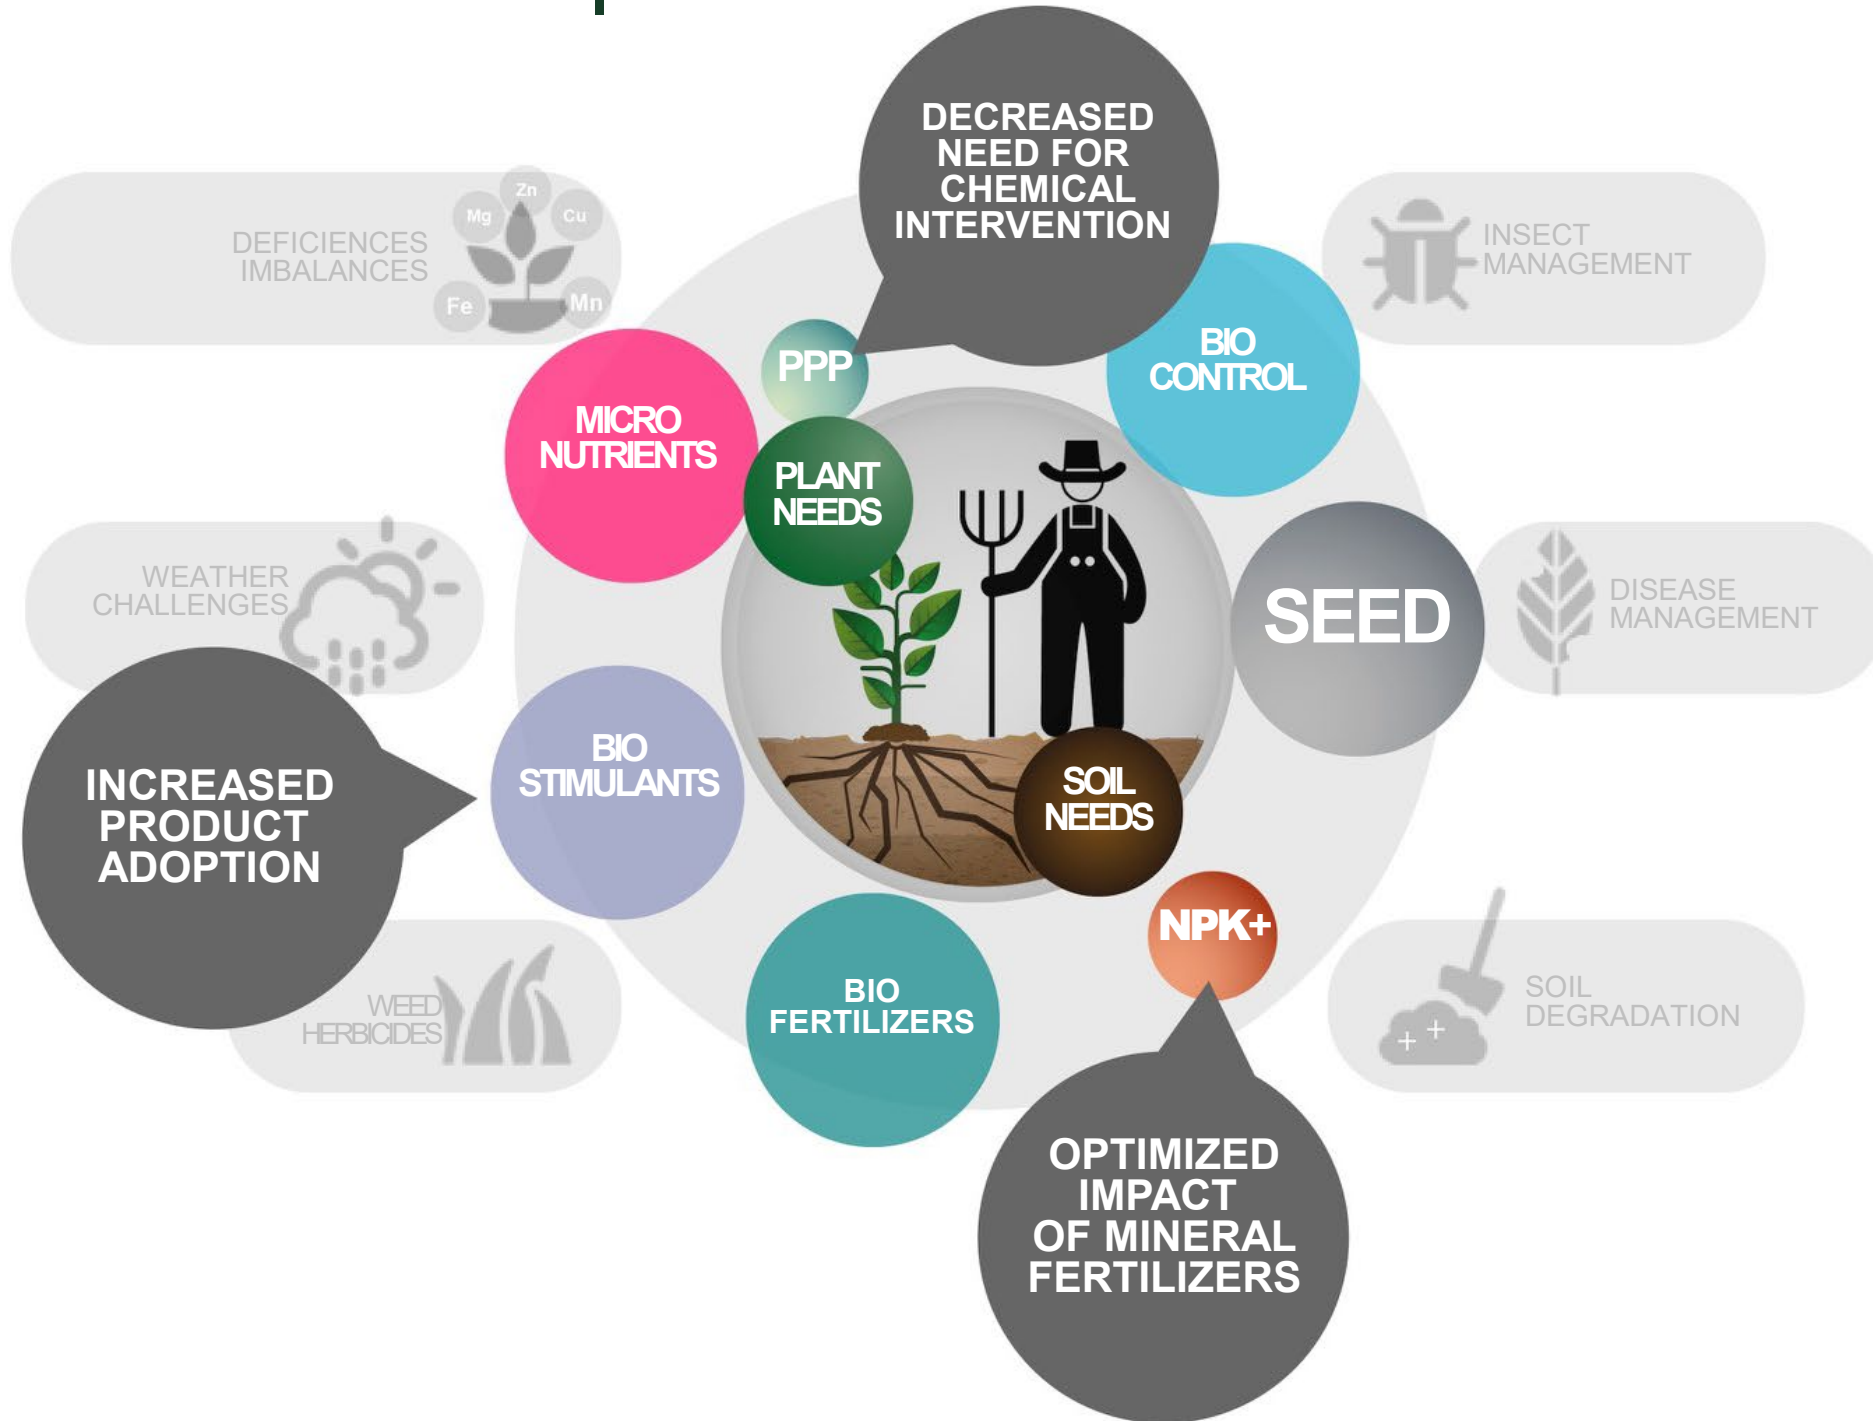 DECREASED
NEED FOR
CHEMICAL
INTERVENTION
DEFICIENCES
IMBALANCES
Zn
Mg
Cu
Fe
Mn
INSECT
MANAGEMENT
PPP
BIO
CONTROL
MICRO
NUTRIENTS
PLANT
NEEDS
WEATHER
CHALLENGES
SEED
DISEASE
MANAGEMENT
INCREASED
PRODUCT
ADOPTION
BIO
STIMULANTS
SOIL
NEEDS
NPK+
WEED
HERBICIDES
BIO
FERTILIZERS
SOIL
DEGRADATION
OPTIMIZED
IMPACT
OF MINERAL
FERTILIZERS